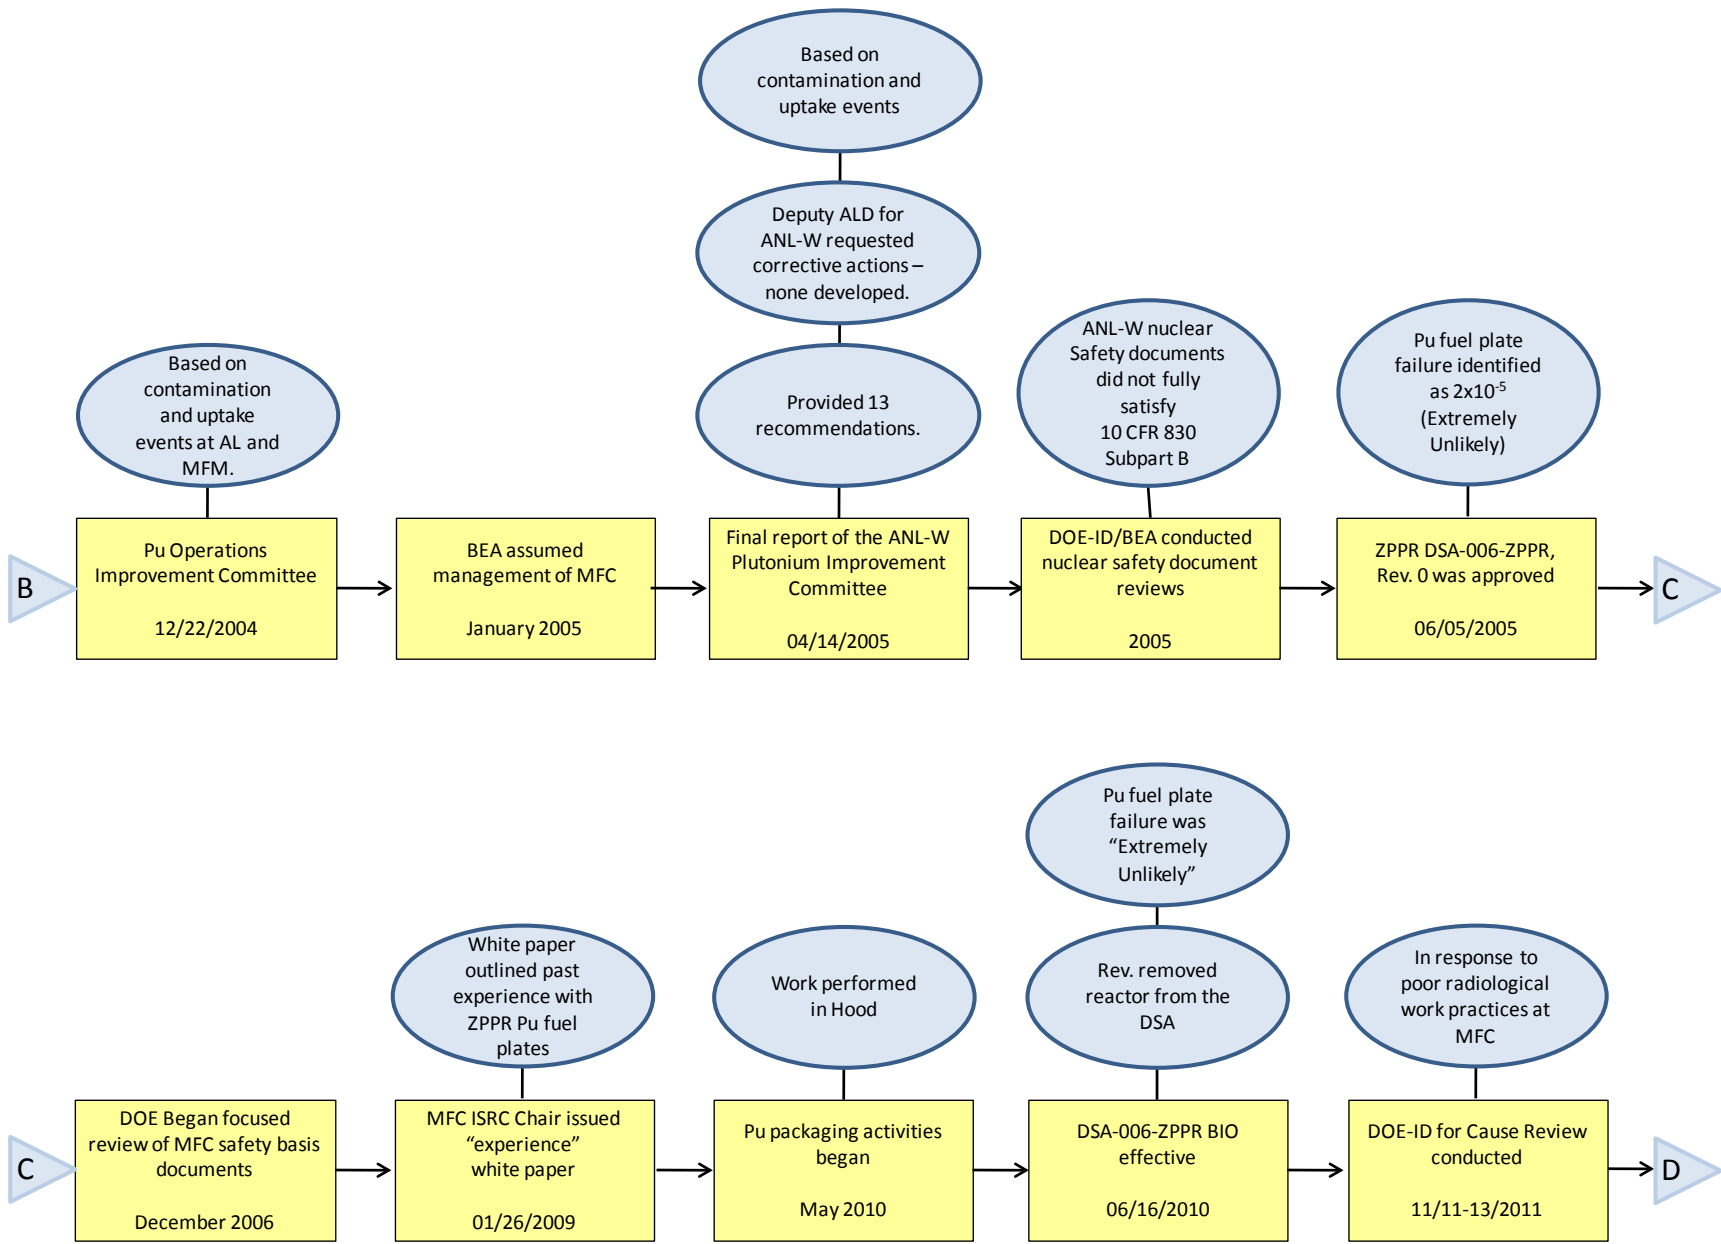 Based on
contamination and
uptake events
Deputy ALD for
ANL-W requested
corrective actions –
none developed.
Based on
contamination
and uptake
events at AL and
MFM.
Provided 13
recommendations.
ANL-W nuclear
Safety documents
did not fully
satisfy
10 CFR 830
Subpart B
Pu fuel plate
failure identified
as 2x10⁻⁵
(Extremely
Unlikely)
B
Pu Operations
Improvement Committee
12/22/2004
BEA assumed
management of MFC
January 2005
Final report of the ANL-W
Plutonium Improvement
Committee
04/14/2005
DOE-ID/BEA conducted
nuclear safety document
reviews
2005
ZPPR DSA-006-ZPPR,
Rev. 0 was approved
06/05/2005
C
Pu fuel plate
failure was
“Extremely
Unlikely”
White paper
outlined past
experience with
ZPPR Pu fuel
plates
Work performed
in Hood
Rev. removed
reactor from the
DSA
In response to
poor radiological
work practices at
MFC
C
DOE Began focused
review of MFC safety basis
documents
December 2006
MFC ISRC Chair issued
“experience”
white paper
01/26/2009
Pu packaging activities
began
May 2010
DSA-006-ZPPR BIO
effective
06/16/2010
DOE-ID for Cause Review
conducted
11/11-13/2011
D